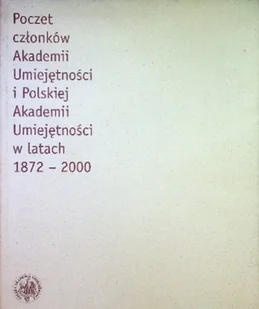 Poczet
członków
Akademii
Umiejętności
i Polskiej
Akademii
Umiejętności
w latach
1872 – 2000